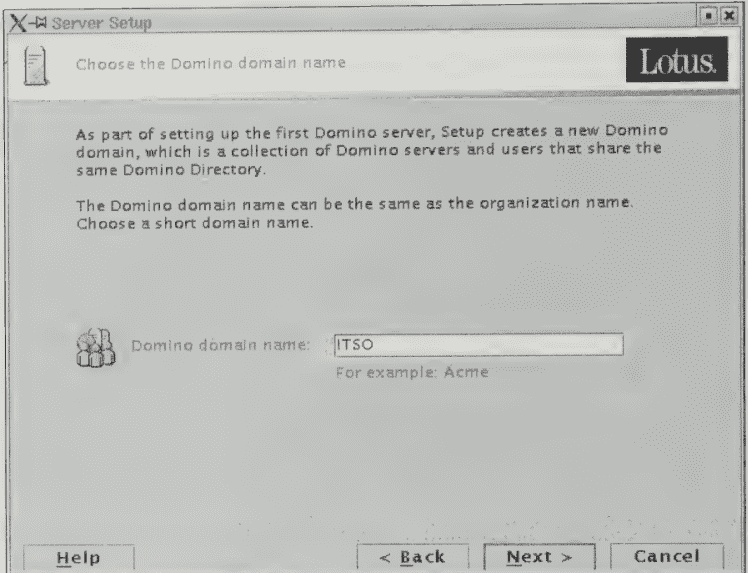 Server Setup
Choose the Domino domain name
Lotus.
As part of setting up the first Domino server, Setup creates a new Domino
domain, which is a collection of Domino servers and users that share the
same Domino Directory.
The Domino domain name can be the same as the organization name.
Choose a short domain name.
Domino domain name:
ITSO
For example: Acme
Help
< Back
Next >
Cancel